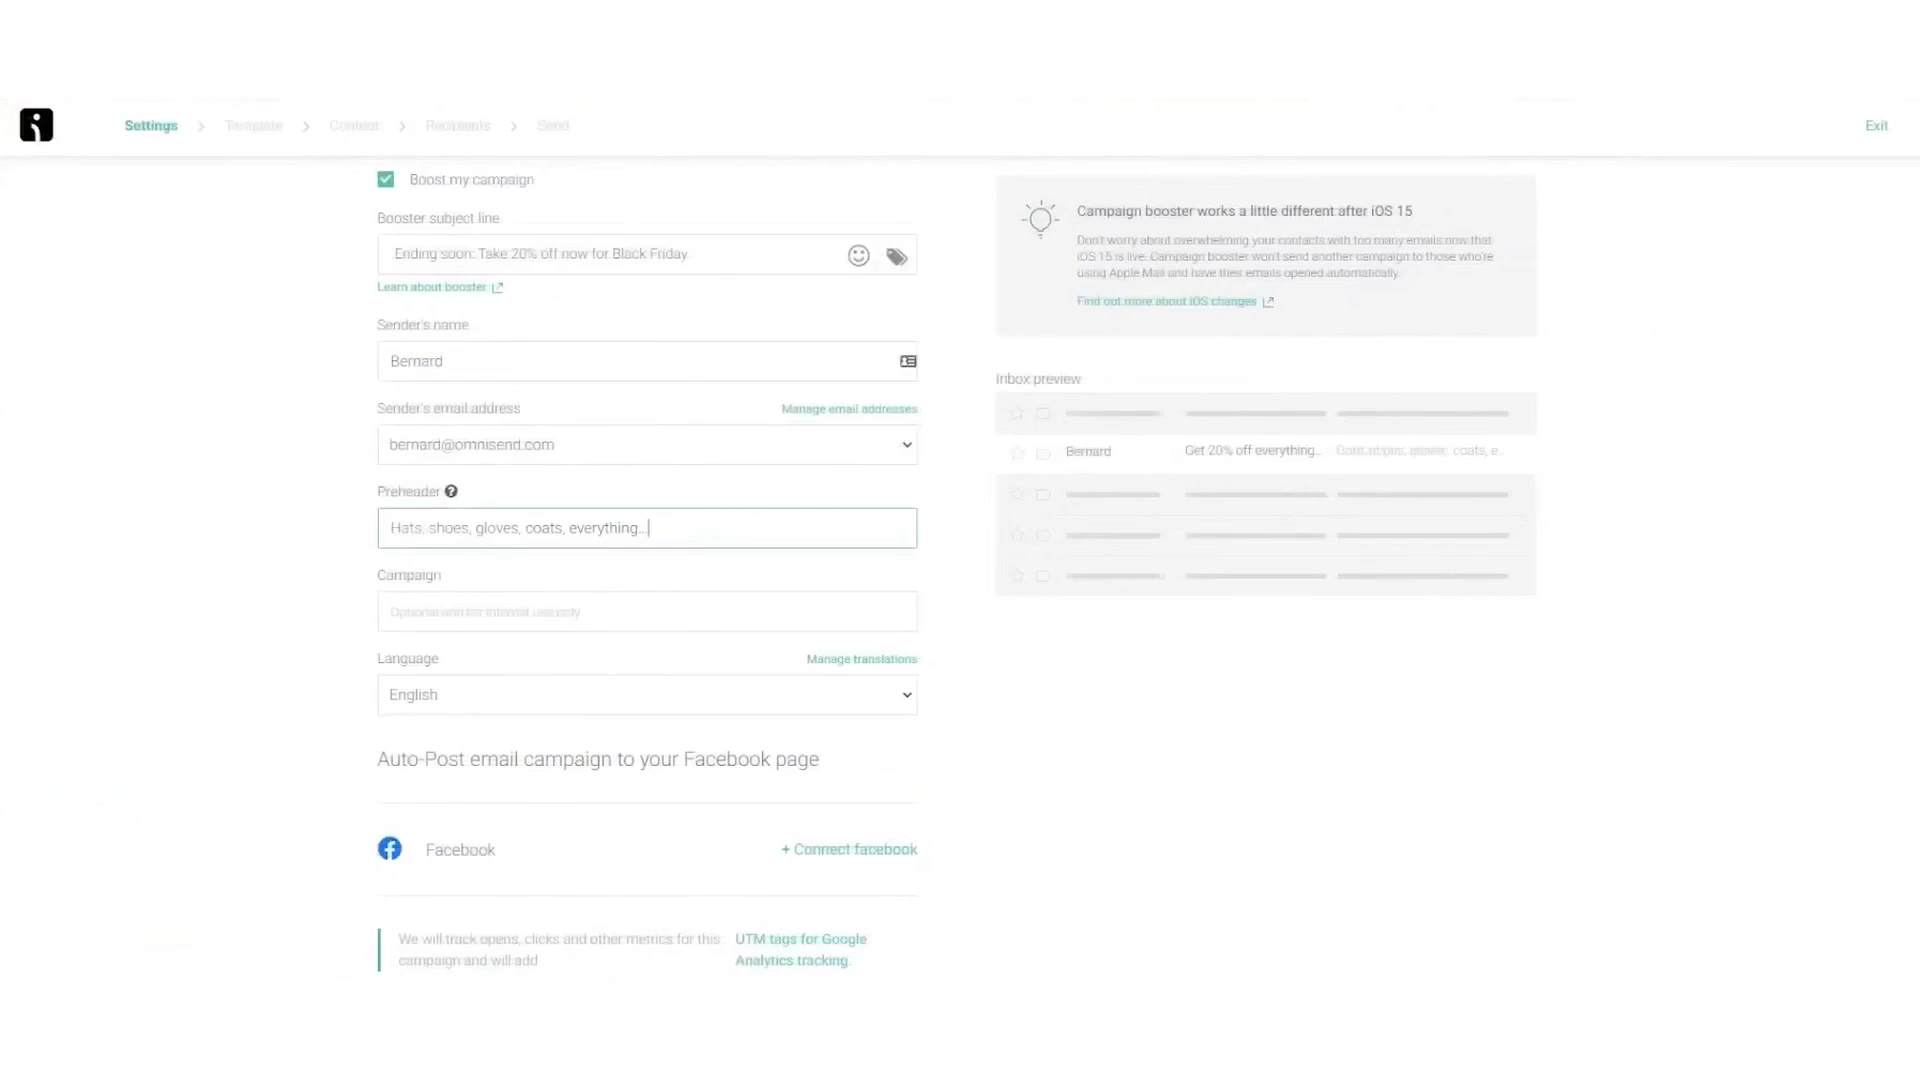 Settings > Template > Content > Recipients > Send
Exit
Boost my campaign
Booster subject line
Ending soon: Take 20% off now for Black Friday
Learn about booster
Sender's name
Bernard
Sender's email address
Manage email addresses
bernard@omnisend.com
Preheader
Hats, shoes, gloves, coats, everything...
Campaign
Optional and for internal use only
Language
Manage translations
English
Auto-Post email campaign to your Facebook page
Facebook
+ Connect facebook
We will track opens, clicks and other metrics for this
campaign and will add
UTM tags for Google
Analytics tracking.
Campaign booster works a little different after iOS 15
Don't worry about overwhelming your contacts with too many emails now that
iOS 15 is live. Campaign booster won't send another campaign to those who're
using Apple Mail and have their emails opened automatically.
Find out more about iOS changes
Inbox preview
Bernard
Get 20% off everything...
coats, e...